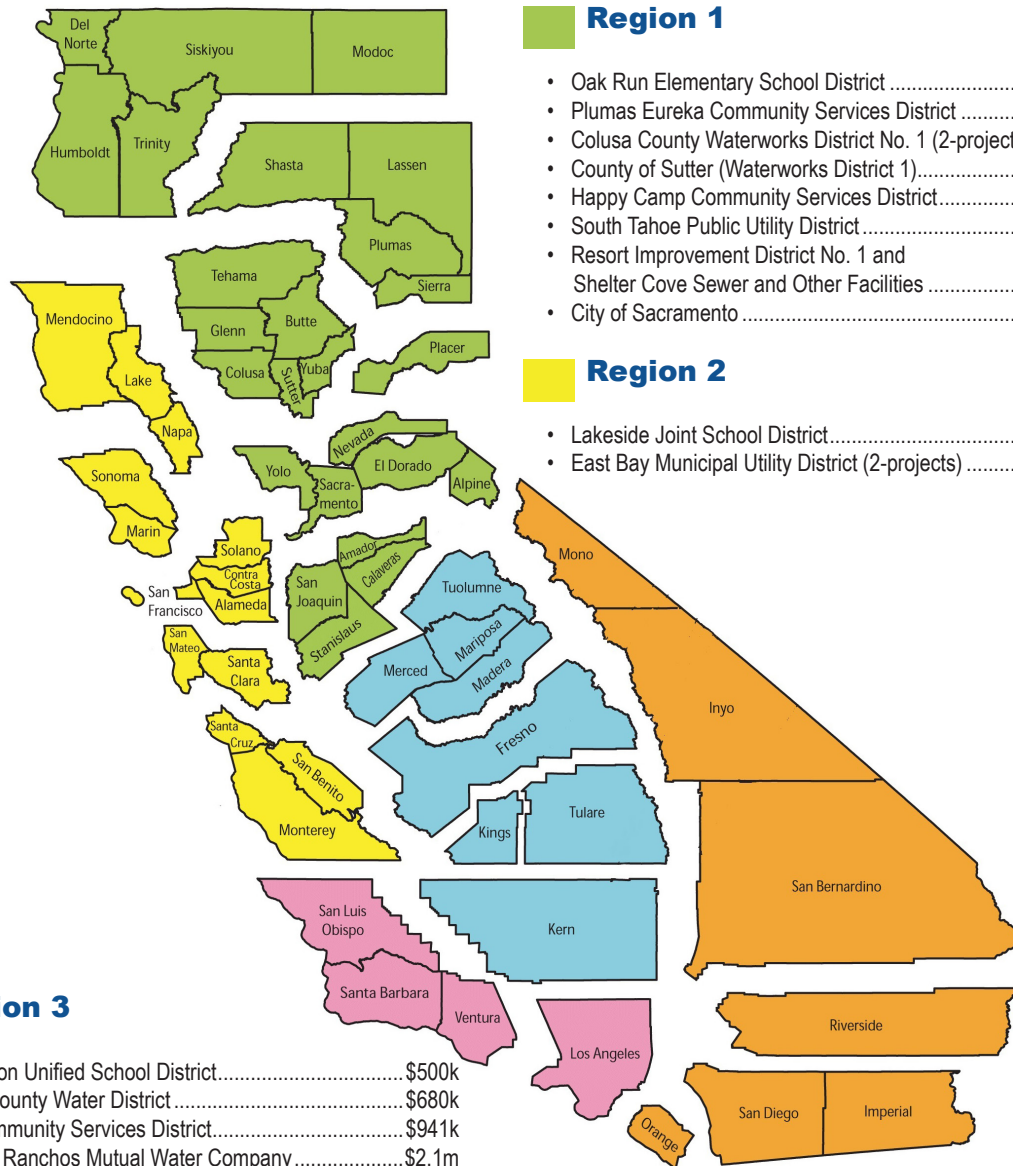 Region 1
• Oak Run Elementary School District
• Plumas Eureka Community Services District
• Colusa County Waterworks District No. 1 (2-project
• County of Sutter (Waterworks District 1)
• Happy Camp Community Services District
• South Tahoe Public Utility District
• Resort Improvement District No. 1 and
Shelter Cove Sewer and Other Facilities
• City of Sacramento
Region 2
• Lakeside Joint School District
• East Bay Municipal Utility District (2-projects)
Del
Norte
Siskiyou
Modoc
Humboldt
Trinity
Shasta
Lassen
Plumas
Sierra
Tehama
Glenn
Butte
Colusa
Sutter
Yuba
Placer
Mendocino
Lake
Napa
Sonoma
Marin
Nevada
Yolo
Sacra-
mento
El Dorado
Alpine
Solano
Contra
Costa
Alameda
San
Francisco
San
Mateo
Santa
Clara
Amador
Calaveras
San
Joaquin
Stanislaus
Tuolumne
Mariposa
Merced
Madera
Mono
Inyo
Fresno
Santa
Cruz
San Benito
Monterey
Kings
Tulare
San Bernardino
Kern
San Luis
Obispo
Santa Barbara
Ventura
Los Angeles
Riverside
Orange
San Diego
Imperial
ion 3
on Unified School District $500k
ounty Water District $680k
mmunity Services District $941k
Ranchos Mutual Water Company $2.1m